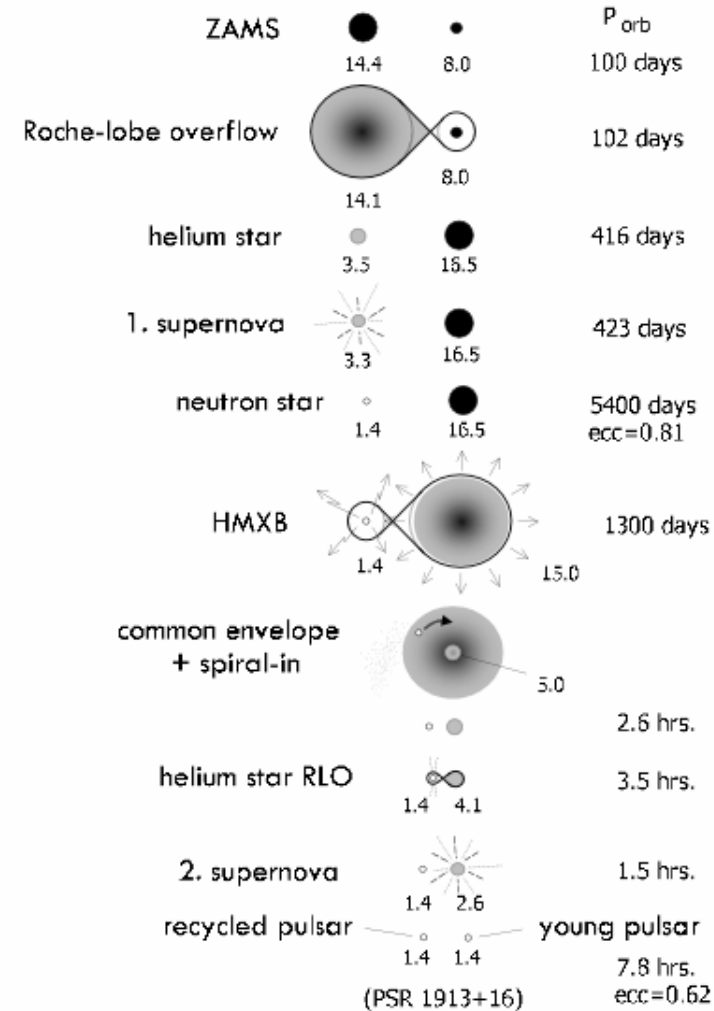 P orb
ZAMS
14.4 8.0 100 days
Roche-lobe overflow 102 days
8.0
14.1
helium star 416 days
3.5 16.5
1. supernova 423 days
3.3 16.5
neutron star 5400 days
1.4 16.5 ecc=0.81
HMXB 1300 days
1.4 15.0
common envelope
+ spiral-in
5.0
2.6 hrs.
helium star RLO 3.5 hrs.
1.4 4.1
2. supernova 1.5 hrs.
1.4 2.6
recycled pulsar young pulsar
1.4 1.4 7.8 hrs.
(PSR 1913+16) ecc=0.62